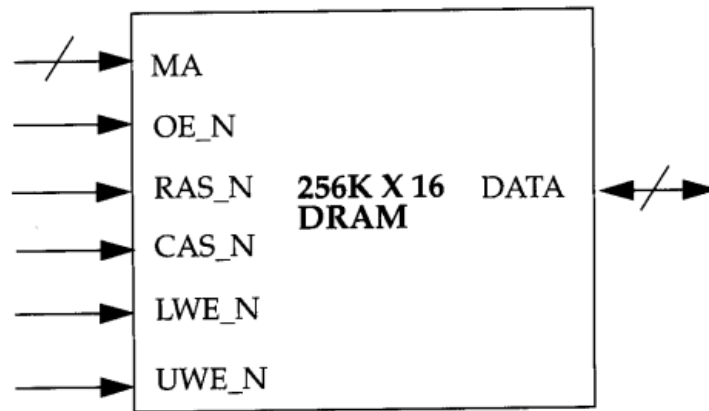 MA
OE_N
RAS_N 256K X 16 DATA
DRAM
CAS_N
LWE_N
UWE_N